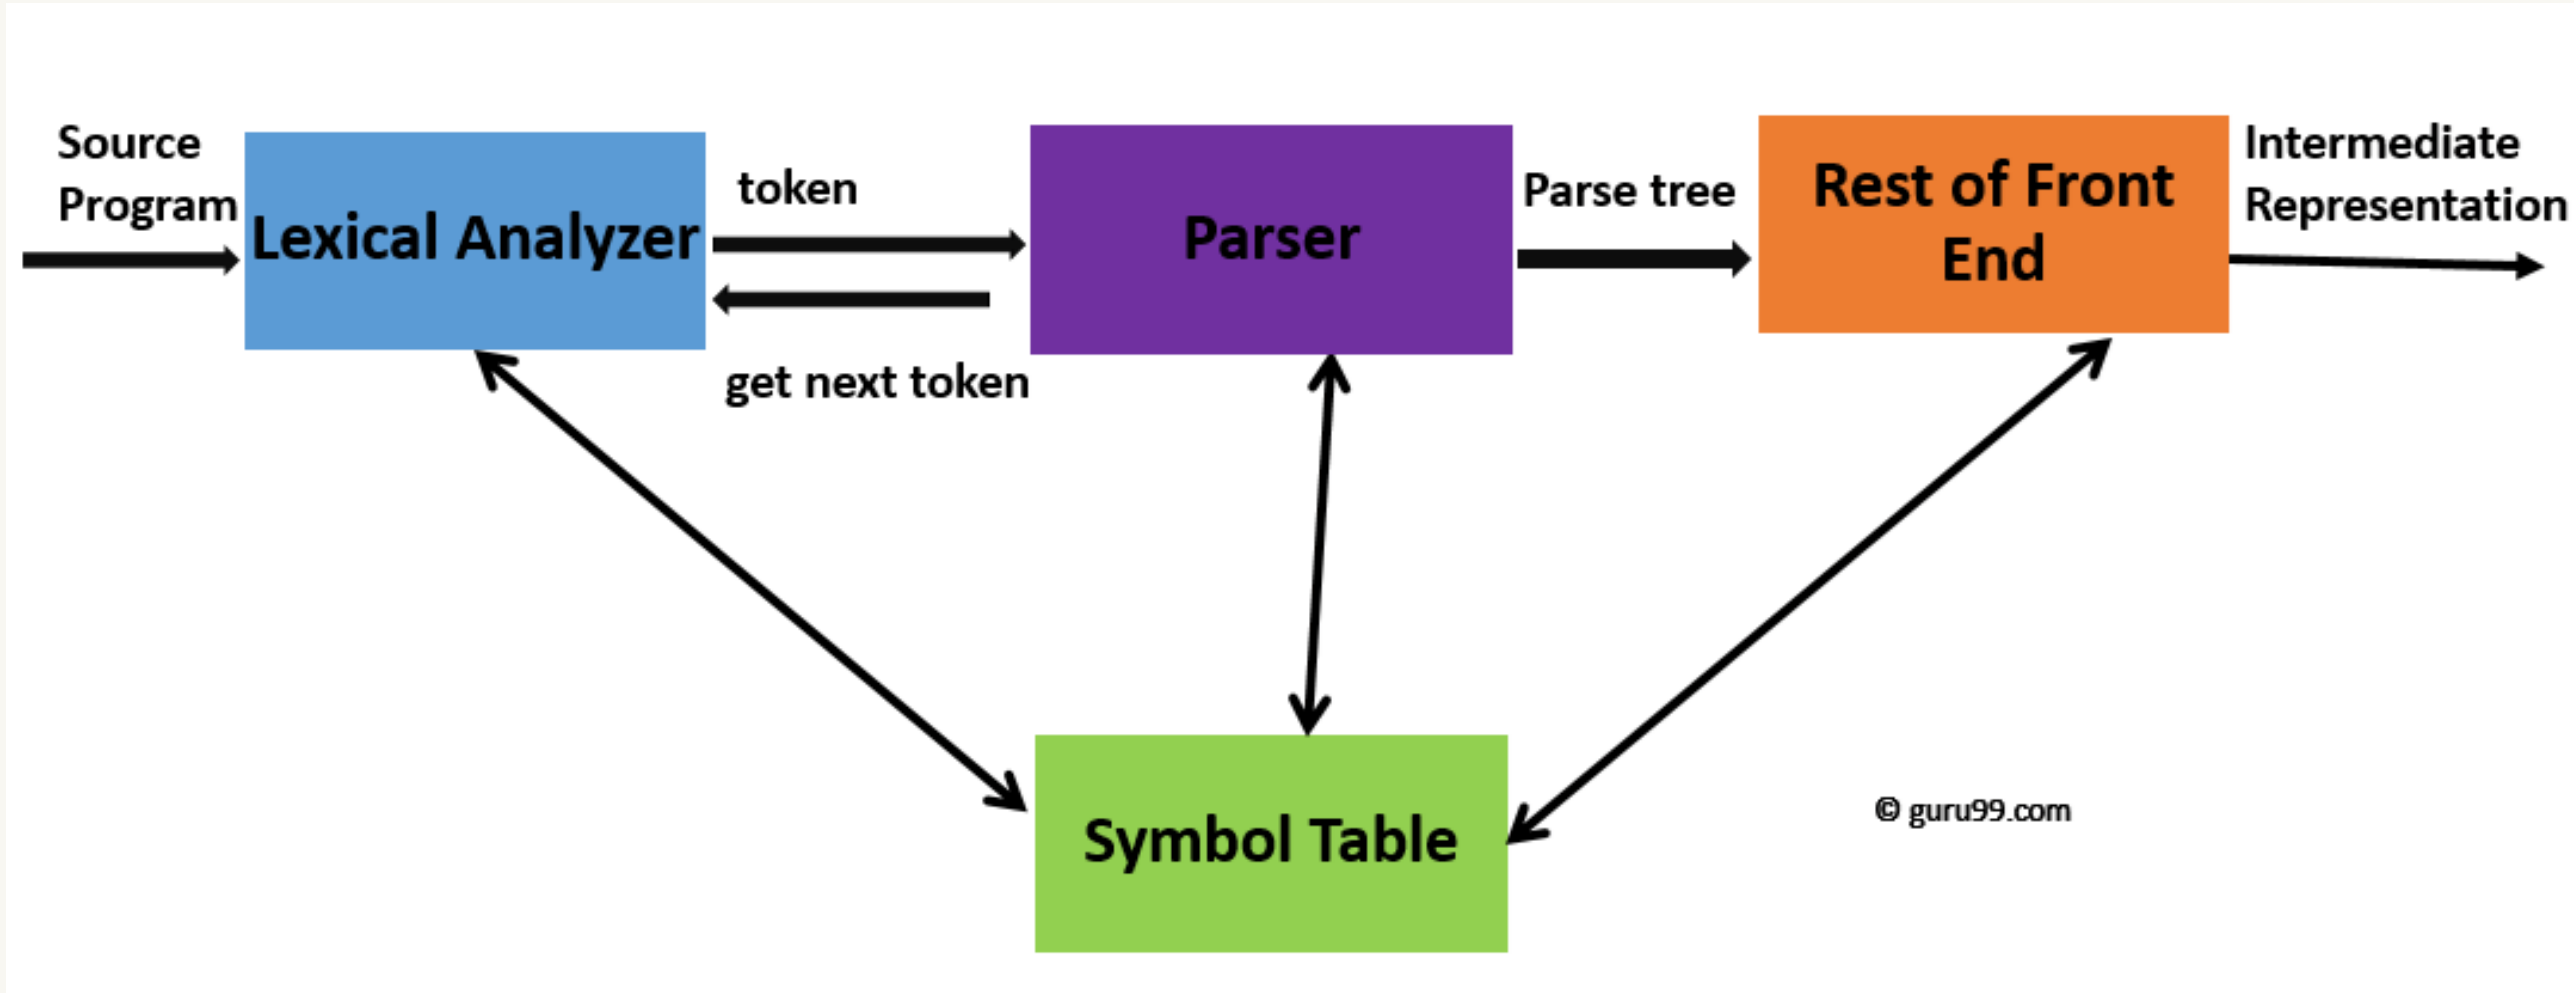 Source
Program
Lexical Analyzer
token
get next token
Parser
Parse tree
Rest of Front
End
Intermediate
Representation
Symbol Table
© guru99.com